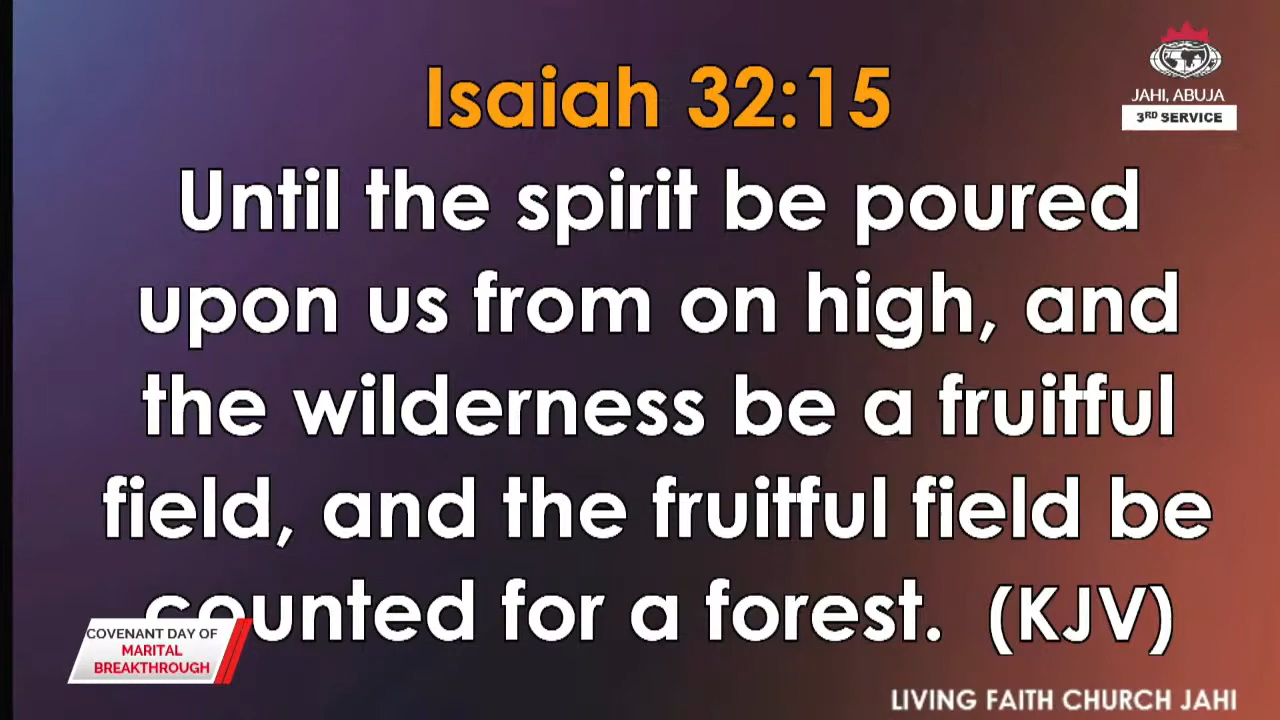 Isaiah 32:15
JAHI, ABUJA
3RD SERVICE
Until the spirit be poured
upon us from on high, and
the wilderness be a fruitful
field, and the fruitful field be
counted for a forest. (KJV)
COVENANT DAY OF
MARITAL
BREAKTHROUGH
LIVING FAITH CHURCH JAHI